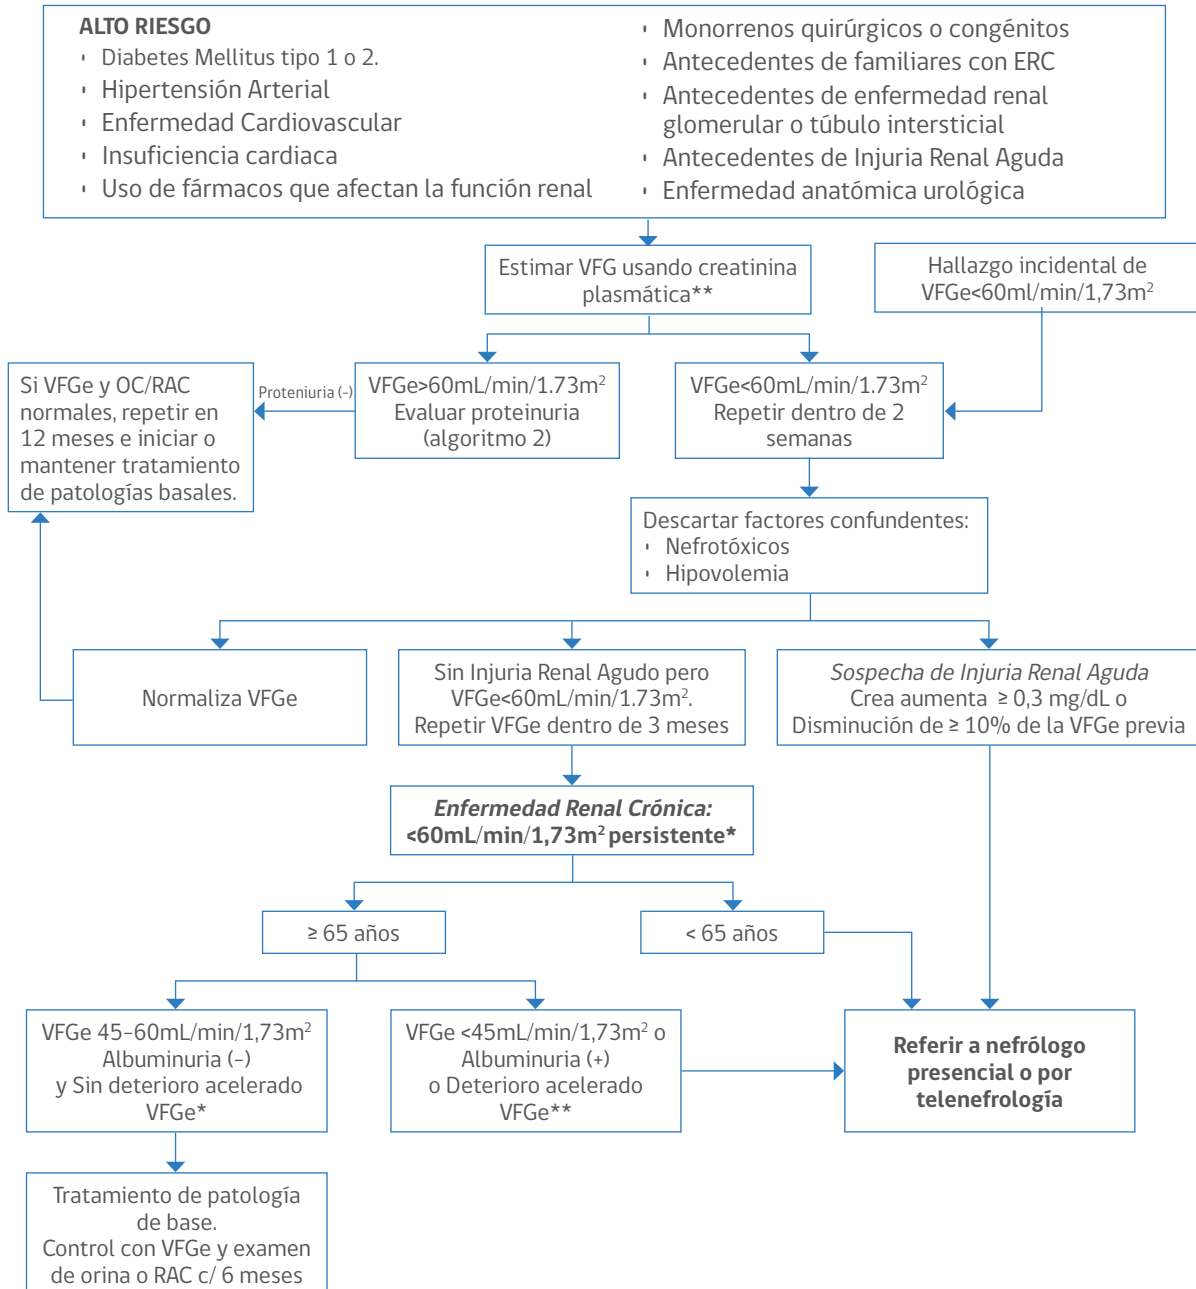 ALTO RIESGO
' Diabetes Mellitus tipo 1 o 2.
' Hipertensión Arterial
' Enfermedad Cardiovascular
' Insuficiencia cardiaca
' Uso de fármacos que afectan la función renal
' Monorrenos quirúrgicos o congénitos
' Antecedentes de familiares con ERC
' Antecedentes de enfermedad renal
glomerular o túbulo intersticial
' Antecedentes de Injuria Renal Aguda
' Enfermedad anatómica urológica
Estimar VFG usando creatinina
plasmática**
Hallazgo incidental de
VFGe<60ml/min/1,73m²
Si VFGe y OC/RAC
normales, repetir en
12 meses e iniciar o
mantener tratamiento
de patologías basales.
Proteniuria (-)
VFGe>60mL/min/1.73m²
Evaluar proteinuria
(algoritmo 2)
VFGe<60mL/min/1.73m²
Repetir dentro de 2
semanas
Descartar factores confundentes:
' Nefrotóxicos
' Hipovolemia
Normaliza VFGe
Sin Injuria Renal Agudo pero
VFGe<60mL/min/1.73m².
Repetir VFGe dentro de 3 meses
Sospecha de Injuria Renal Aguda
Crea aumenta ≥ 0,3 mg/dL o
Disminución de ≥ 10% de la VFGe previa
Enfermedad Renal Crónica:
<60mL/min/1,73m² persistente*
≥ 65 años
< 65 años
VFGe 45-60mL/min/1,73m²
Albuminuria (-)
y Sin deterioro acelerado
VFGe*
VFGe <45mL/min/1,73m² o
Albuminuria (+)
o Deterioro acelerado
VFGe**
Referir a nefrólogo
presencial o por
telenefrología
Tratamiento de patología
de base.
Control con VFGe y examen
de orina o RAC c/ 6 meses